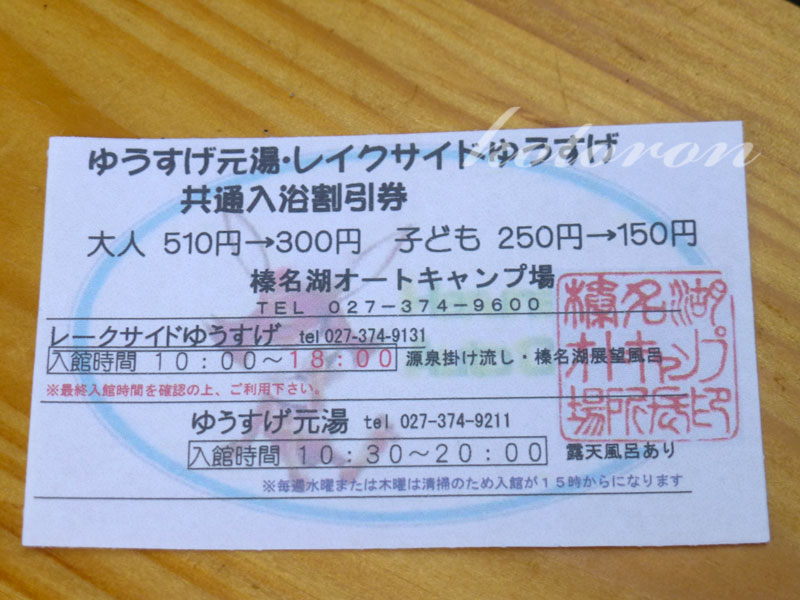 ゆうすげ元湯・レイクサイドゆうすげ
共通入浴割引券
大人 510円→300円 子ども 250円→150円
榛名湖オートキャンプ場
TEL 027-374-9600
レークサイドゆうすげ tel 027-374-9131
入館時間 10:00～18:00 源泉掛け流し・榛名湖展望風呂
※最終入館時間を確認の上、ご利用下さい。
ゆうすげ元湯 tel 027-374-9211
入館時間 10:30～20:00 露天風呂あり
※毎週水曜または木曜は清掃のため入館が15時からになります
榛名湖
オートキャンプ
場所長印
kotoron